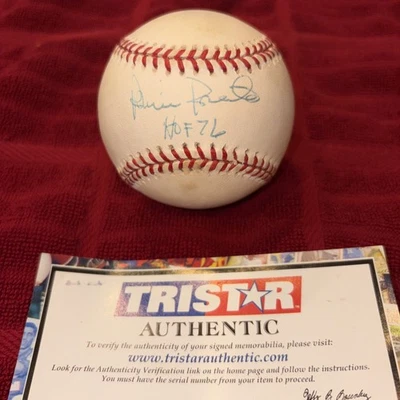 Robin Roberts
HOF 76
TRISTAR
AUTHENTIC
To verify the authenticity of your signed memorabilia, please visit:
www.tristarauthentic.com
Look for the Authenticity Verification link on the home page and follow the instructions.
You must have the serial number from your item to proceed.